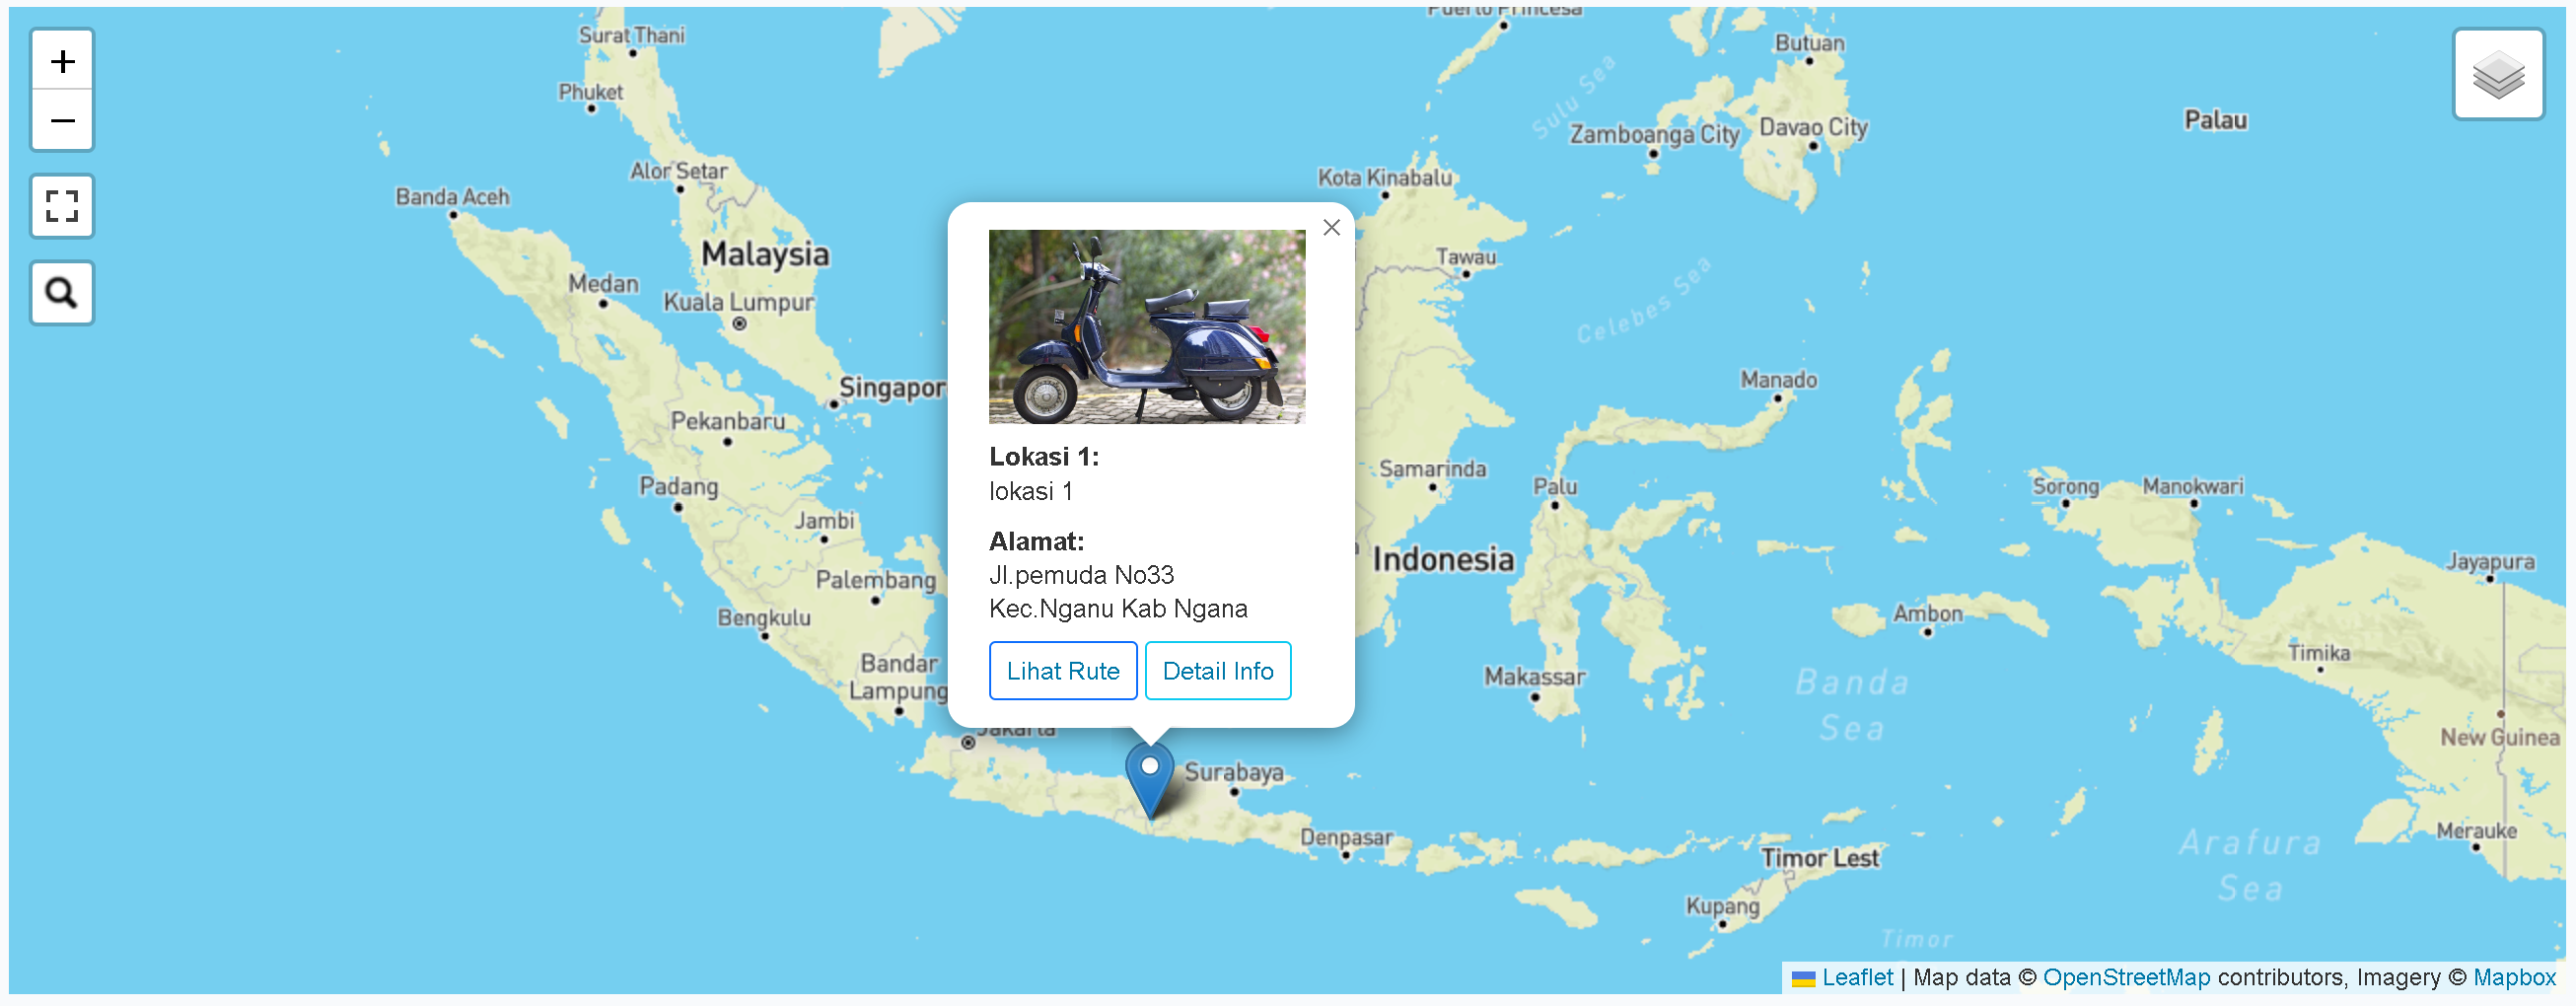 Puerto Princesa
Surat Thani
Butuan
+
Phuket
Sulu Sea
Palau
−
Zamboanga City
Davao City
Alor Setar
Kota Kinabalu
Banda Aceh
Malaysia
Tawau
Medan
Kuala Lumpur
Celebes Sea
Manado
Singapor
Pekanbaru
Lokasi 1:
lokasi 1
Samarinda
Padang
Palu
Sorong
Manokwari
Jambi
Alamat:
Jl.pemuda No33
Kec.Nganu Kab Ngana
Indonesia
Jayapura
Palembang
Bengkulu
Ambon
Timika
Bandar
Lampung
Lihat Rute
Detail Info
Makassar
Banda
Sea
Jakarta
New Guinea
Surabaya
Denpasar
Merauke
Arafura
Sea
Timor Lest
Kupang
Timor
Leaflet | Map data © OpenStreetMap contributors, Imagery © Mapbox